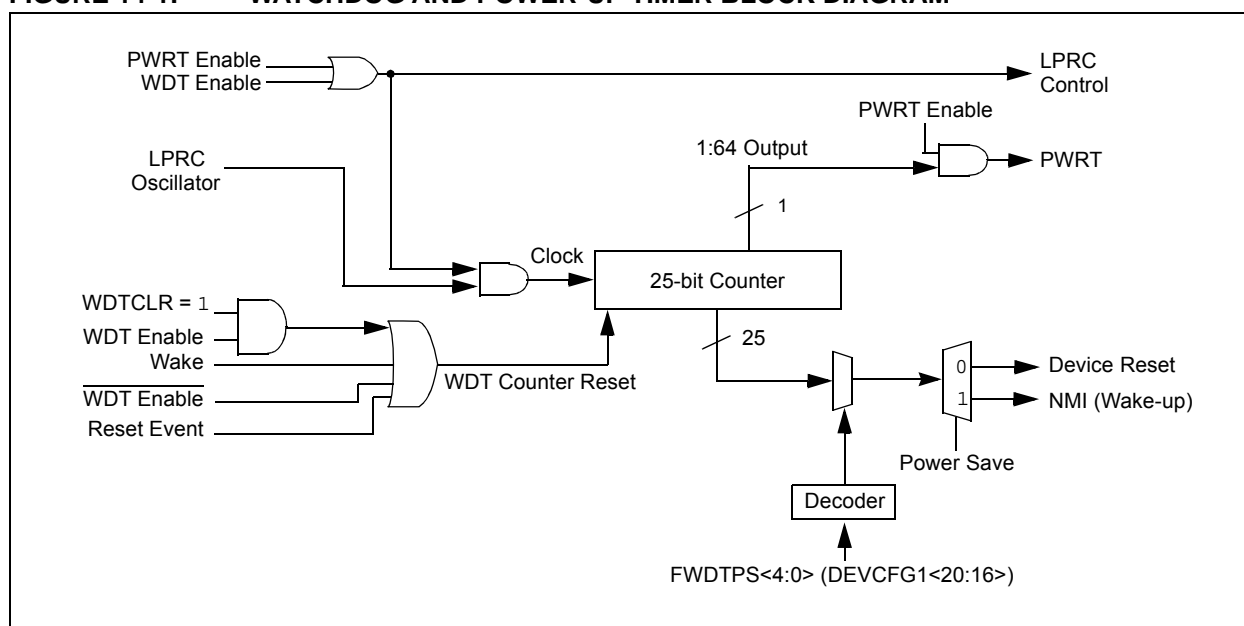 WATCHDOG AND POWER-UP TIMER BLOCK DIAGRAM
PWRT Enable
WDT Enable
LPRC
Control
PWRT Enable
1:64 Output
PWRT
LPRC
Oscillator
1
Clock
25-bit Counter
WDTCLR = 1
WDT Enable
Wake
25
WDT Enable
Reset Event
WDT Counter Reset
0
1
Device Reset
NMI (Wake-up)
Power Save
Decoder
FWDTPS<4:0> (DEVCFG1<20:16>)